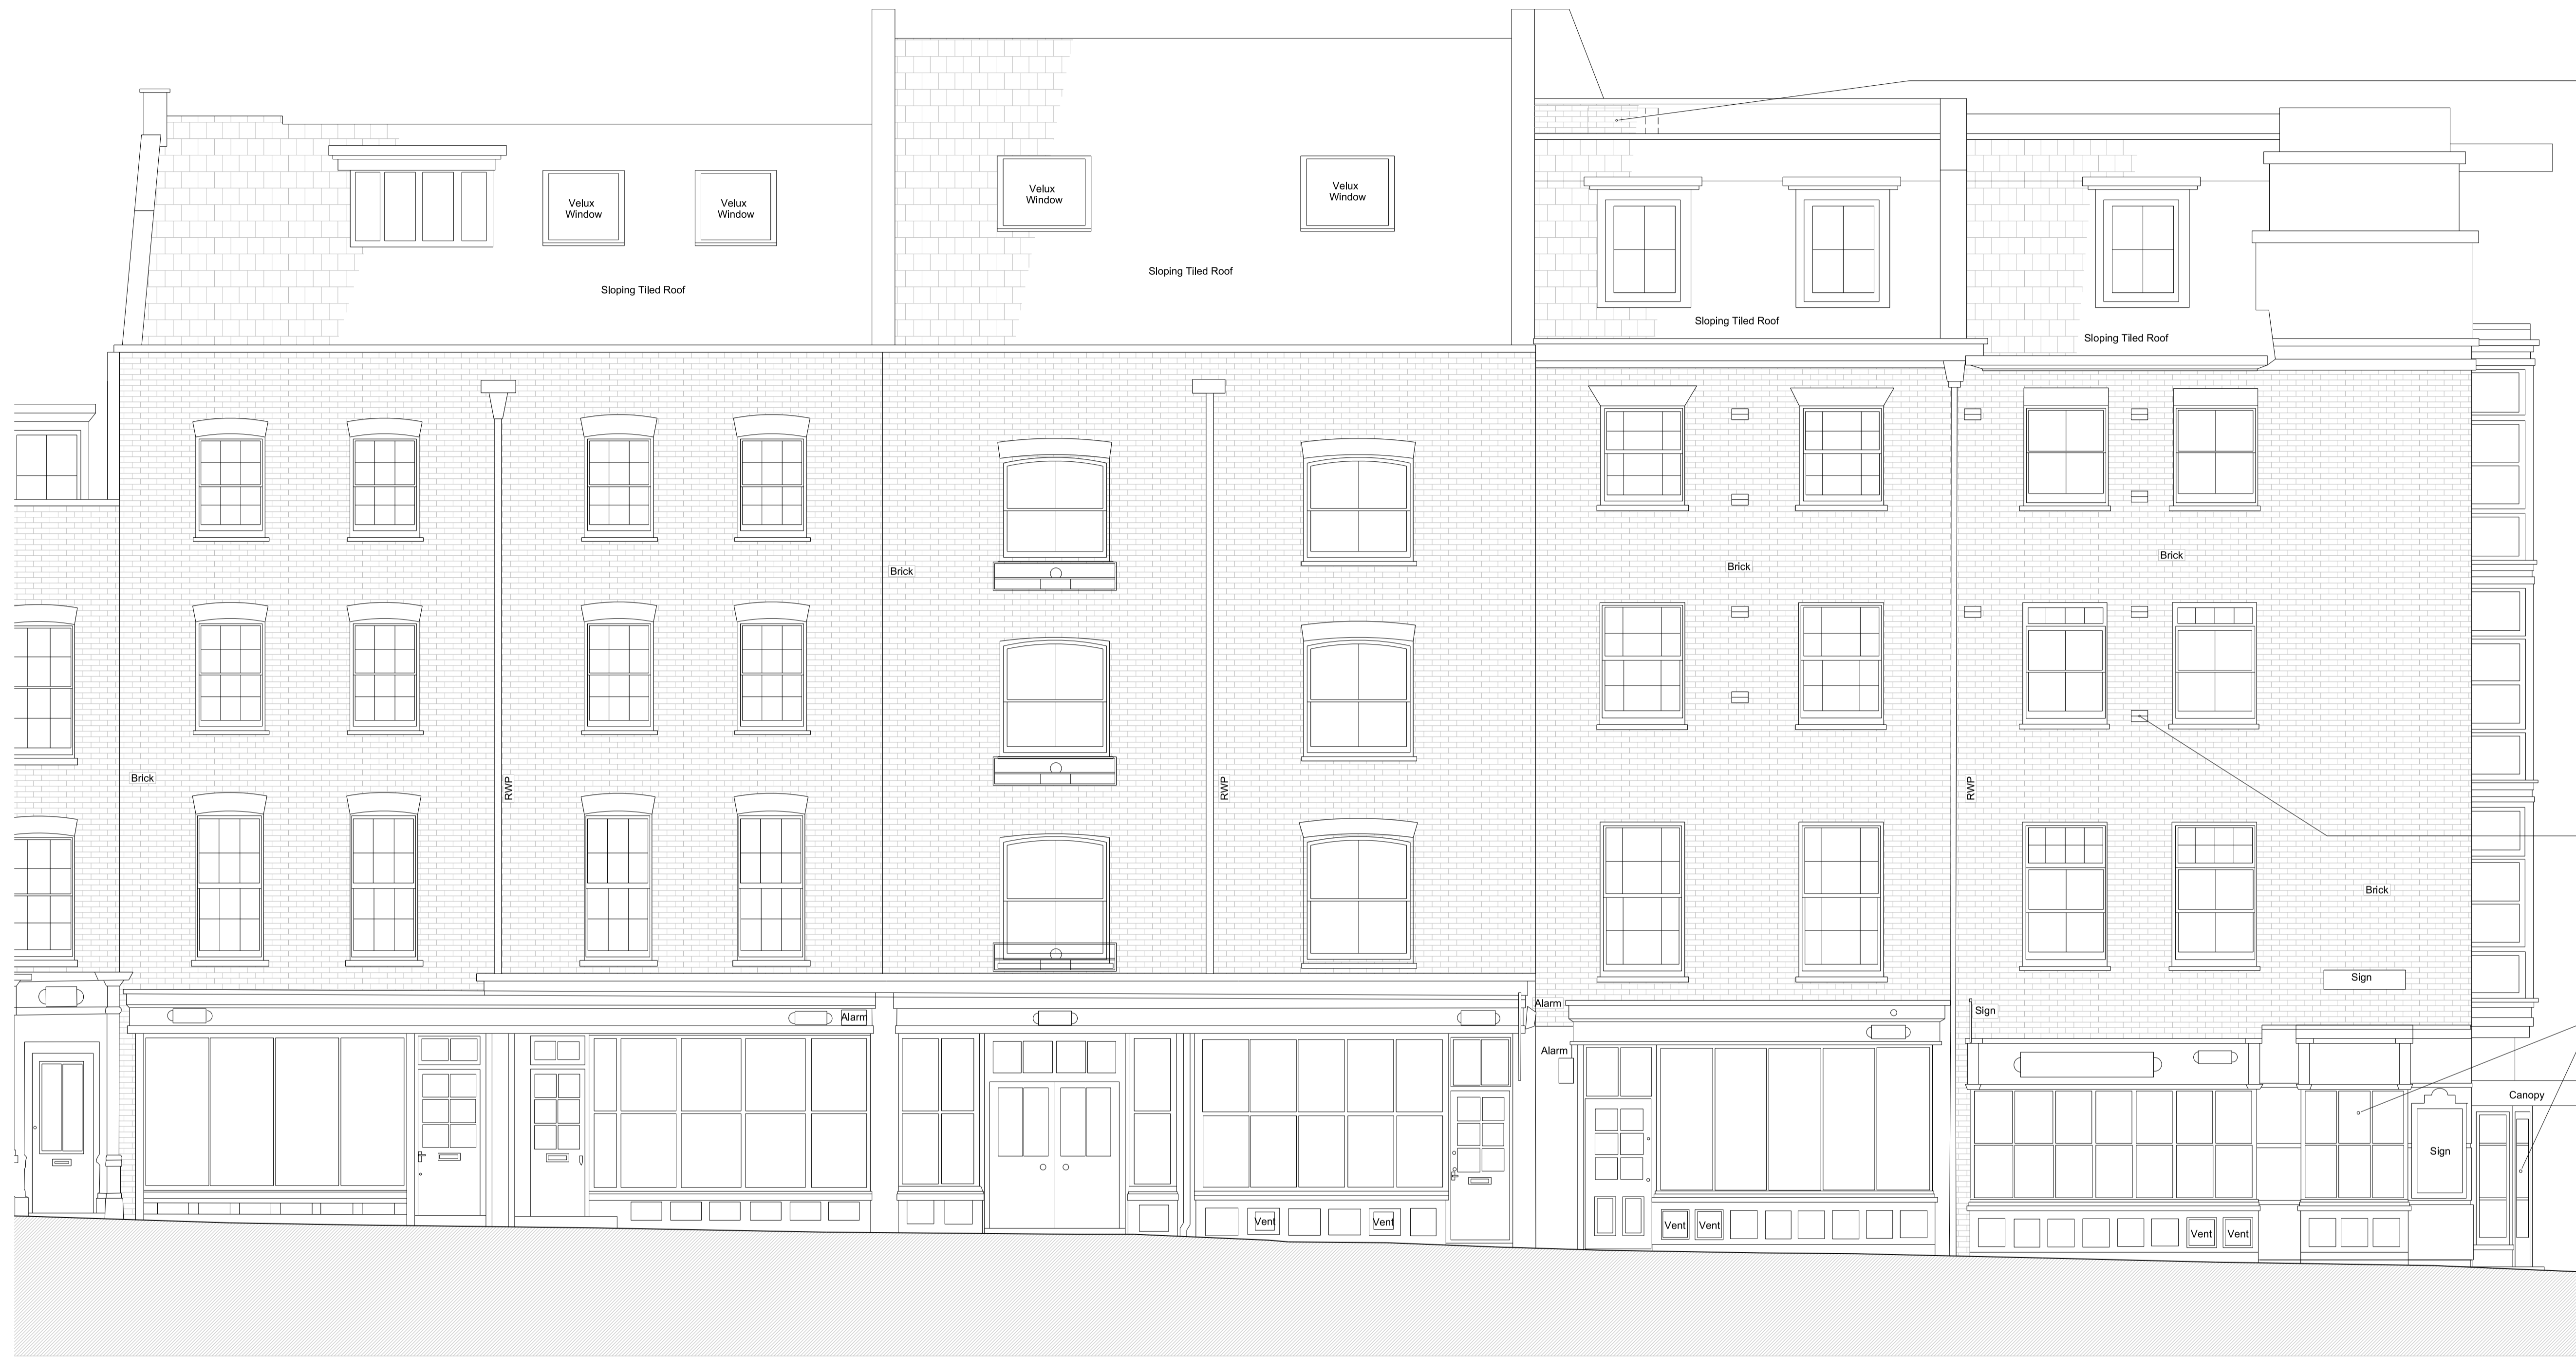 Velux
Window
Velux
Window
Velux
Window
Velux
Window
Sloping Tiled Roof
Sloping Tiled Roof
Sloping Tiled Roof
Sloping Tiled Roof
Brick
Brick
Brick
Brick
RWP
RWP
RWP
Brick
Sign
Alarm
Alarm
Sign
Alarm
Canopy
Sign
Vent
Vent
Vent
Vent
Vent
Vent